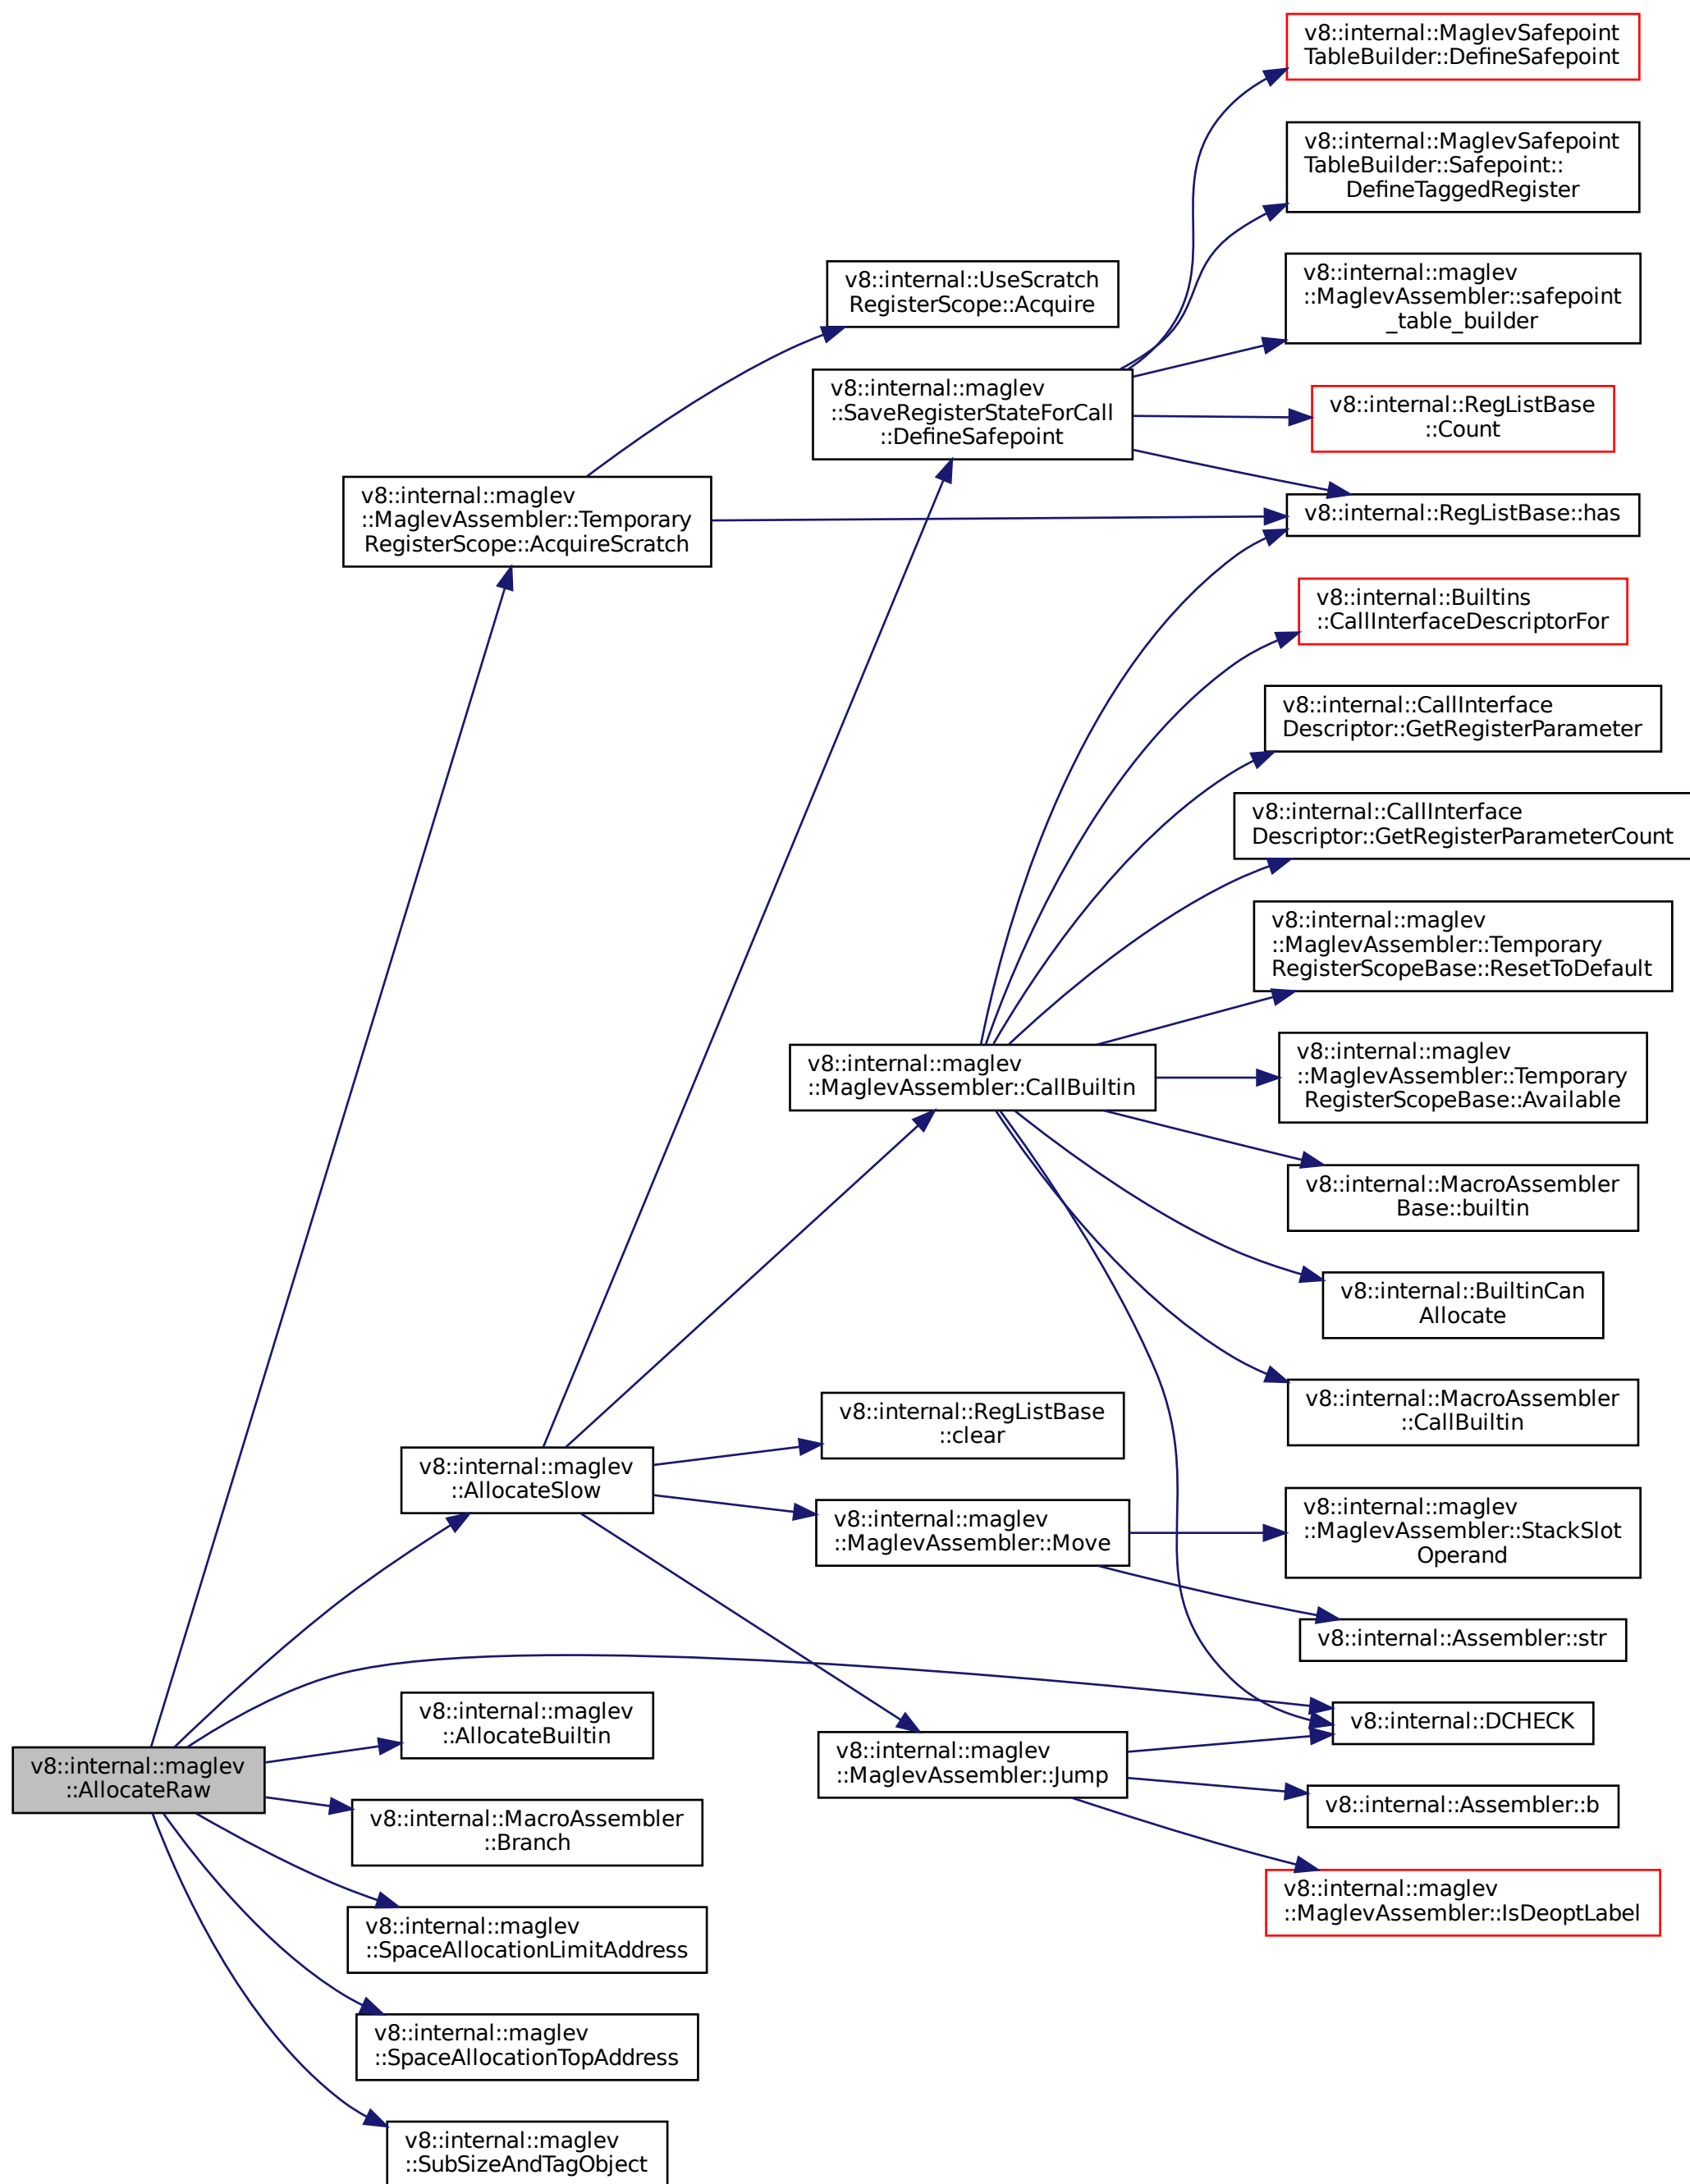 v8::internal::MaglevSafepoint
TableBuilder::DefineSafepoint
v8::internal::MaglevSafepoint
TableBuilder::Safepoint::
DefineTaggedRegister
v8::internal::UseScratch
RegisterScope::Acquire
v8::internal::maglev
::MaglevAssembler::safepoint
_table_builder
v8::internal::maglev
::SaveRegisterStateForCall
::DefineSafepoint
v8::internal::RegListBase
::Count
v8::internal::maglev
::MaglevAssembler::Temporary
RegisterScope::AcquireScratch
v8::internal::RegListBase::has
v8::internal::Builtins
::CallInterfaceDescriptorFor
v8::internal::CallInterface
Descriptor::GetRegisterParameter
v8::internal::CallInterface
Descriptor::GetRegisterParameterCount
v8::internal::maglev
::MaglevAssembler::Temporary
RegisterScopeBase::ResetToDefault
v8::internal::maglev
::MaglevAssembler::CallBuiltin
v8::internal::maglev
::MaglevAssembler::Temporary
RegisterScopeBase::Available
v8::internal::MacroAssembler
Base::builtin
v8::internal::BuiltinCan
Allocate
v8::internal::MacroAssembler
::CallBuiltin
v8::internal::RegListBase
::clear
v8::internal::maglev
::AllocateSlow
v8::internal::maglev
::MaglevAssembler::Move
v8::internal::maglev
::MaglevAssembler::StackSlot
Operand
v8::internal::Assembler::str
v8::internal::maglev
::AllocateBuiltin
v8::internal::DCHECK
v8::internal::maglev
::AllocateRaw
v8::internal::maglev
::MaglevAssembler::Jump
v8::internal::Assembler::b
v8::internal::MacroAssembler
::Branch
v8::internal::maglev
::MaglevAssembler::IsDeoptLabel
v8::internal::maglev
::SpaceAllocationLimitAddress
v8::internal::maglev
::SpaceAllocationTopAddress
v8::internal::maglev
::SubSizeAndTagObject